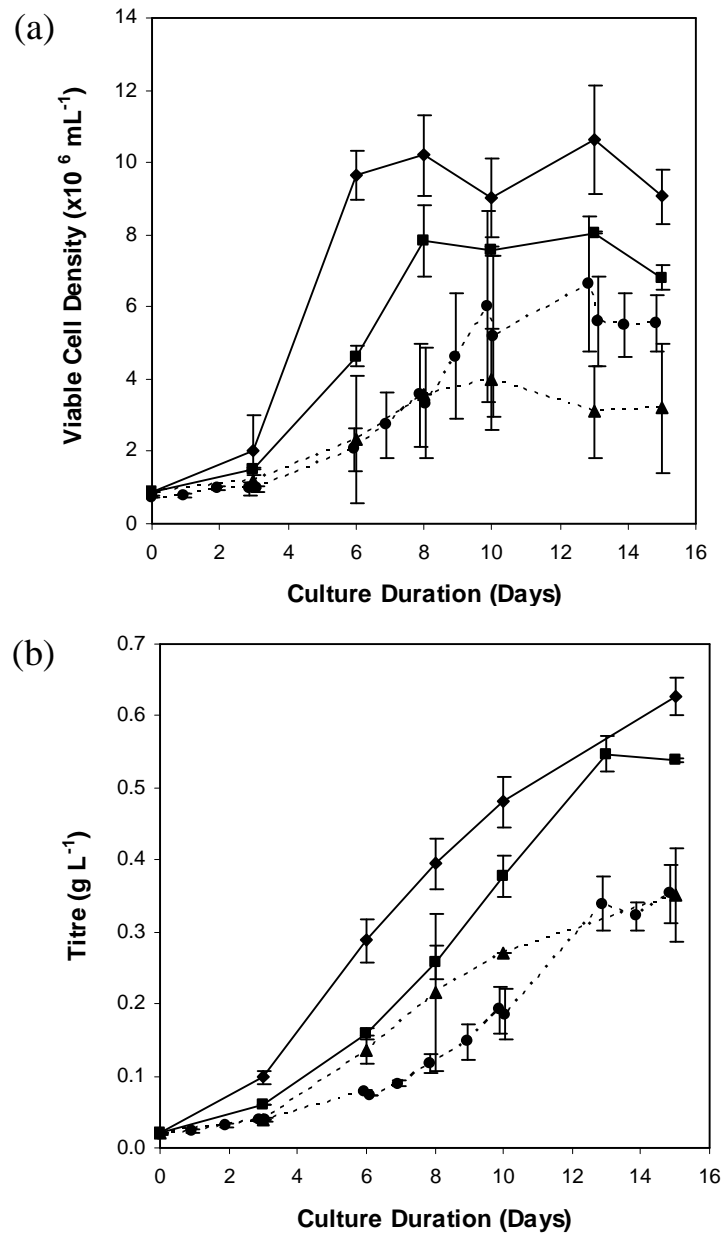 (a)
14
12
10
8
6
4
2
0
Viable Cell Density (x10 ⁶ mL⁻¹)
0 2 4 6 8 10 12 14 16
Culture Duration (Days)
(b)
0.7
0.6
0.5
0.4
0.3
0.2
0.1
0.0
Titre (g L⁻¹)
0 2 4 6 8 10 12 14 16
Culture Duration (Days)